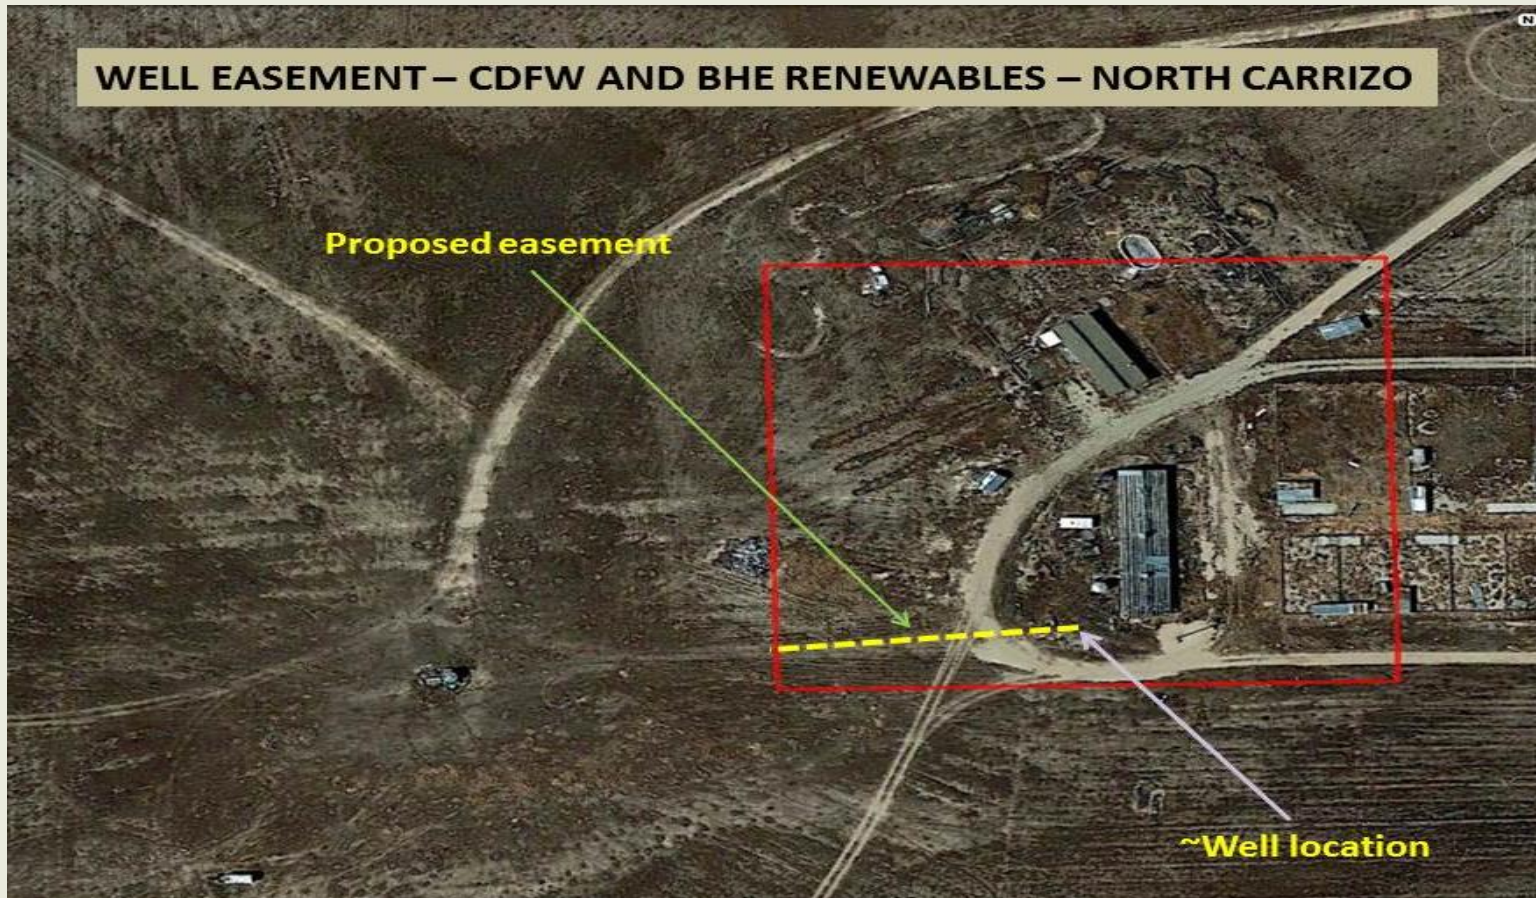 N
WELL EASEMENT – CDFW AND BHE RENEWABLES – NORTH CARRIZO
Proposed easement
~Well location